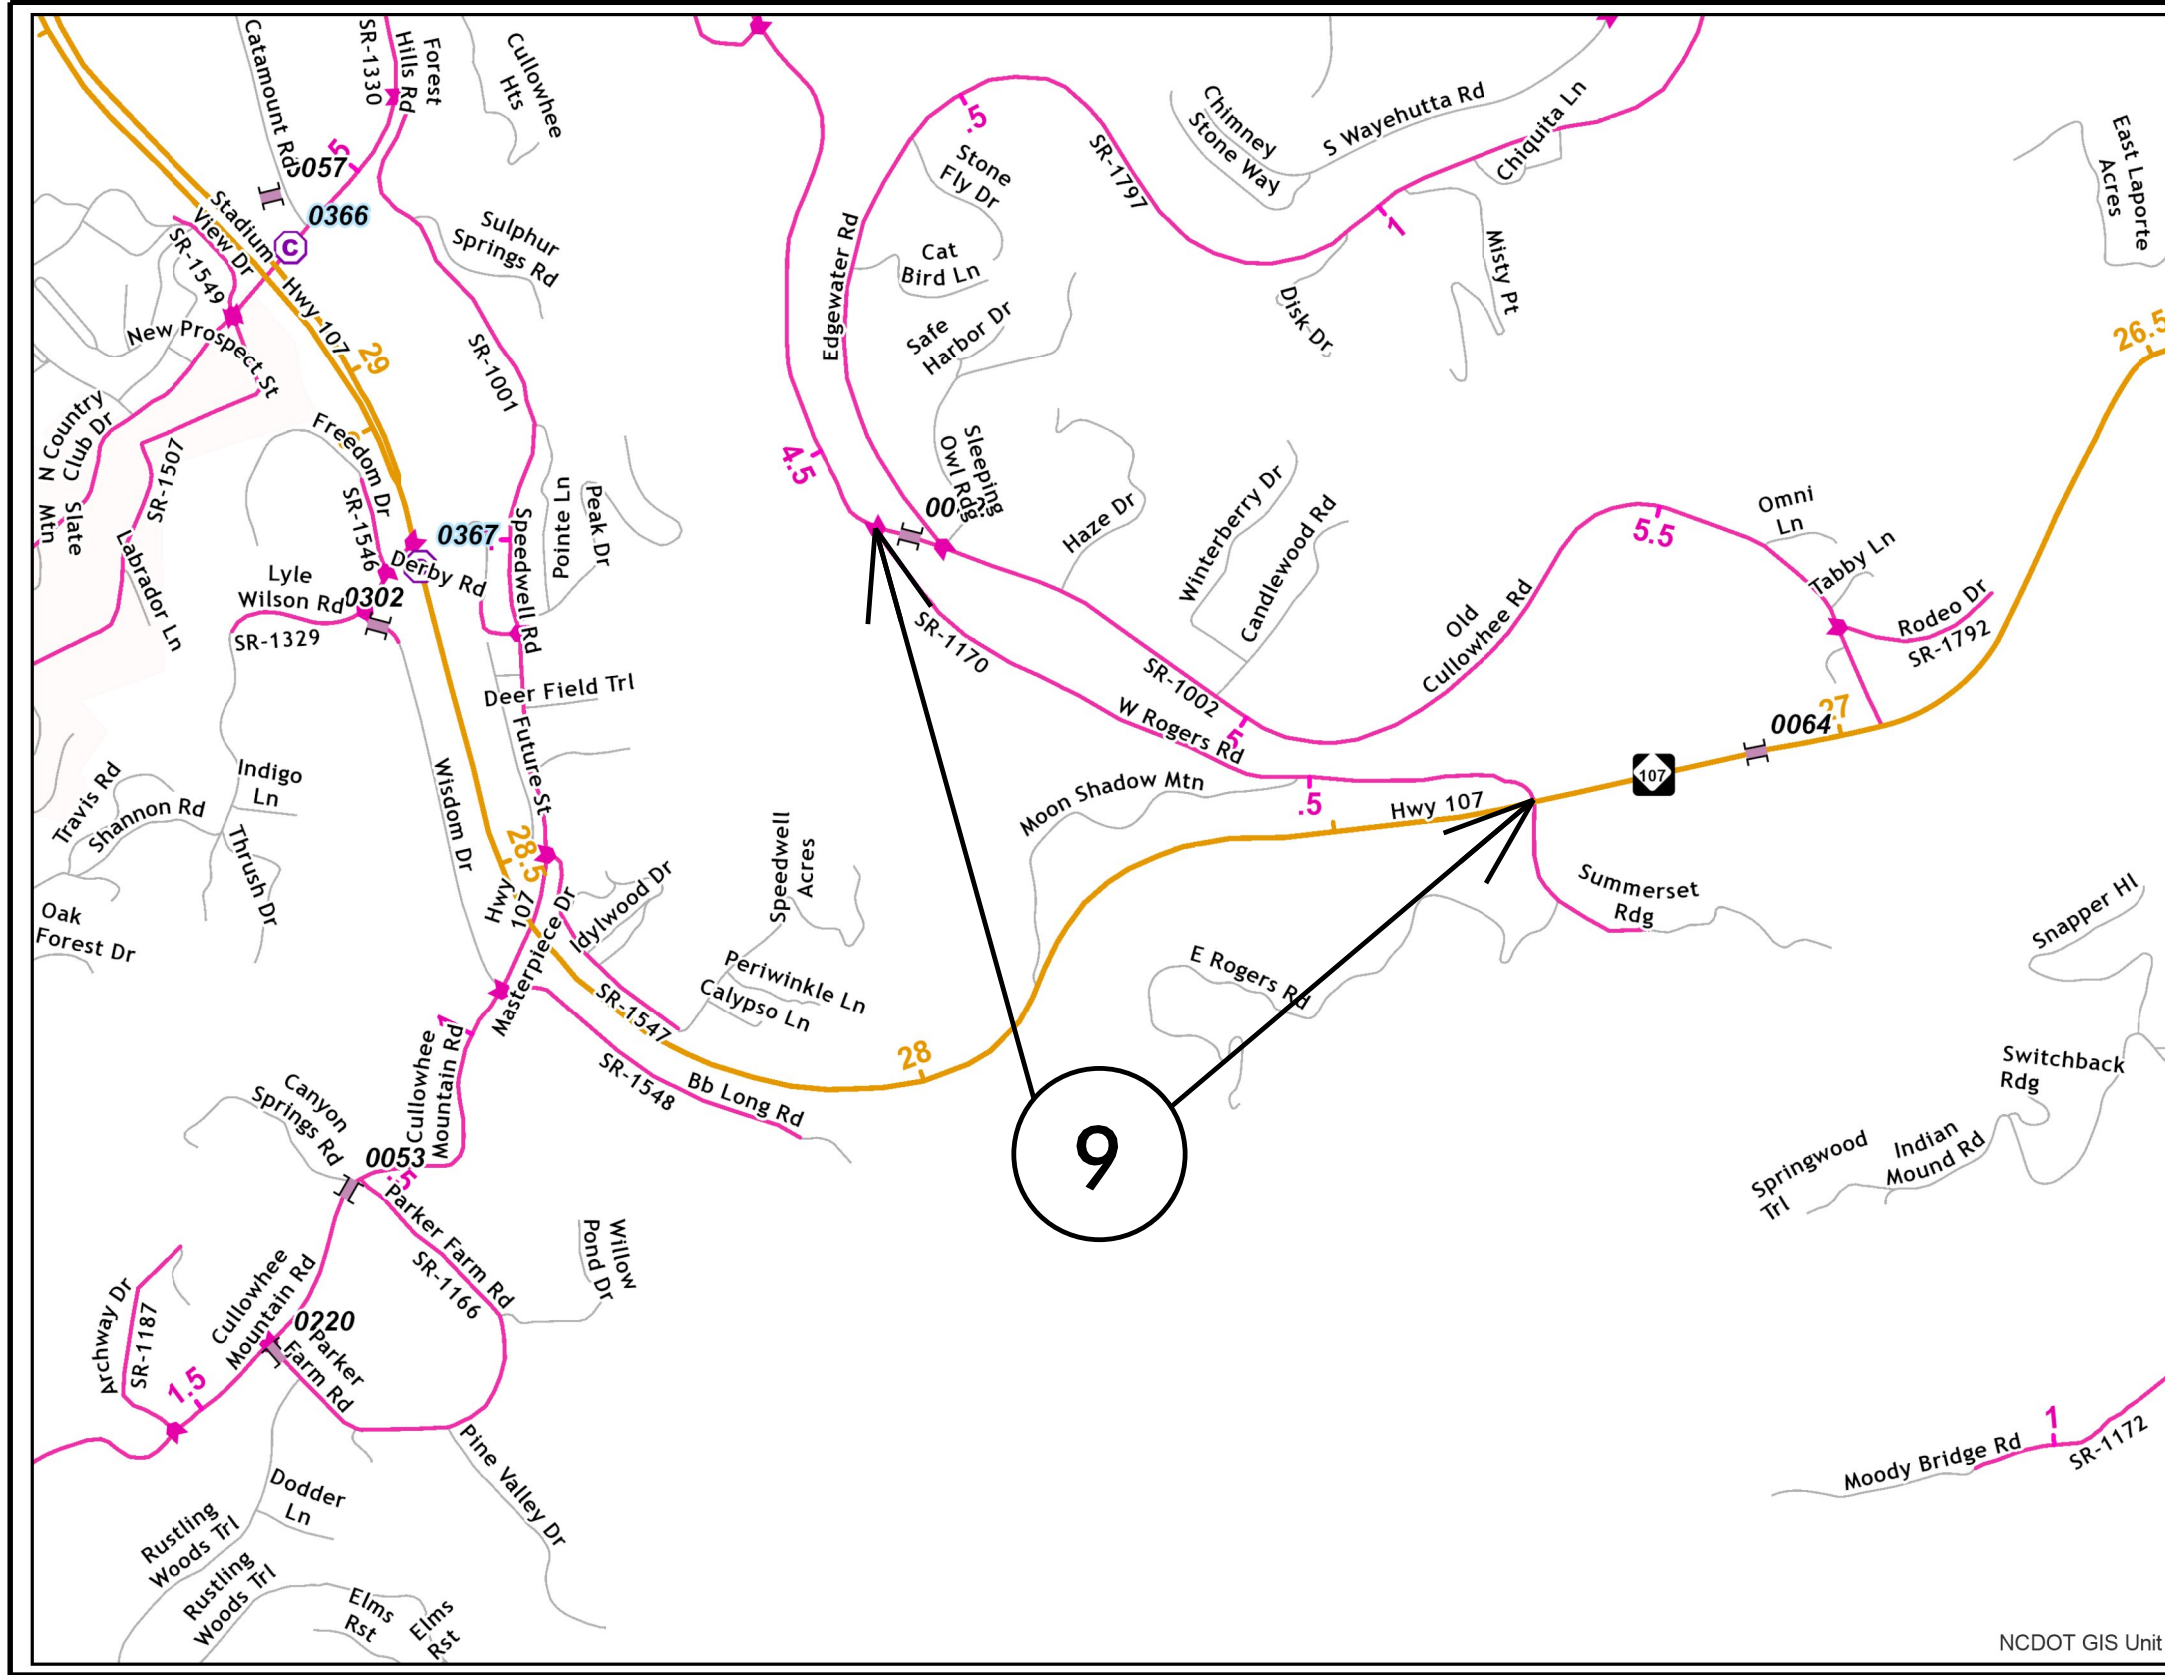 Catamount Rd
SR-1330
Forest
Hills Rd
Cullowhee
Hts
.5
Chimney
Stone Way
S Wayehutta Rd
Chiquita Ln
East Laporte
Acres
SR-1797
Stone
Fly Dr
0366
Stadium
View Dr
SR-1549
Sulphur
Springs Rd
1
Edgewater Rd
Cat
Bird Ln
Misty Pt
Disk Dr
Hwy 107
New Prospect St
29
SR-1001
Safe
Harbor Dr
26.5
N Country
Club Dr
Freedom Dr
SR-1507
4.5
Sleeping
Owl Rdg
Slate
Mtn
SR-1546
0367
Speedwell Rd
Pointe Ln
Peak Dr
Haze Dr
Winterberry Dr
Candlewood Rd
5.5
Omni
Ln
Tabby Ln
Labrador Ln
Lyle
Wilson Rd
0302
Derby Rd
SR-1329
Old
Cullowhee Rd
Rodeo Dr
SR-1792
SR-1170
Deer Field Trl
SR-1002
5
W Rogers Rd
27
0064
107
Future St
Travis Rd
Shannon Rd
Indigo
Ln
Wisdom Dr
Moon Shadow Mtn
.5
Hwy 107
Thrush Dr
28.5
Hwy
107
Speedwell
Acres
Idylwood Dr
Masterpiece Dr
Summerset
Rdg
Snapper Hl
Oak
Forest Dr
Periwinkle Ln
Calypso Ln
E Rogers Rd
SR-1547
1
28
Cullowhee
Mountain Rd
SR-1548
Bb Long Rd
Switchback
Rdg
Canyon
Springs Rd
0053
.5
9
Springwood
Trl
Indian
Mound Rd
Parker Farm Rd
SR-1166
Willow
Pond Dr
Cullowhee
Mountain Rd
Archway Dr
SR-1187
0220
Parker
Farm Rd
1.5
1
Moody Bridge Rd
SR-1172
Pine Valley Dr
Dodder
Ln
Rustling
Woods Trl
Rustling
Woods Trl
Elms
Rst
Elms
Rst
NCDOT GIS Unit